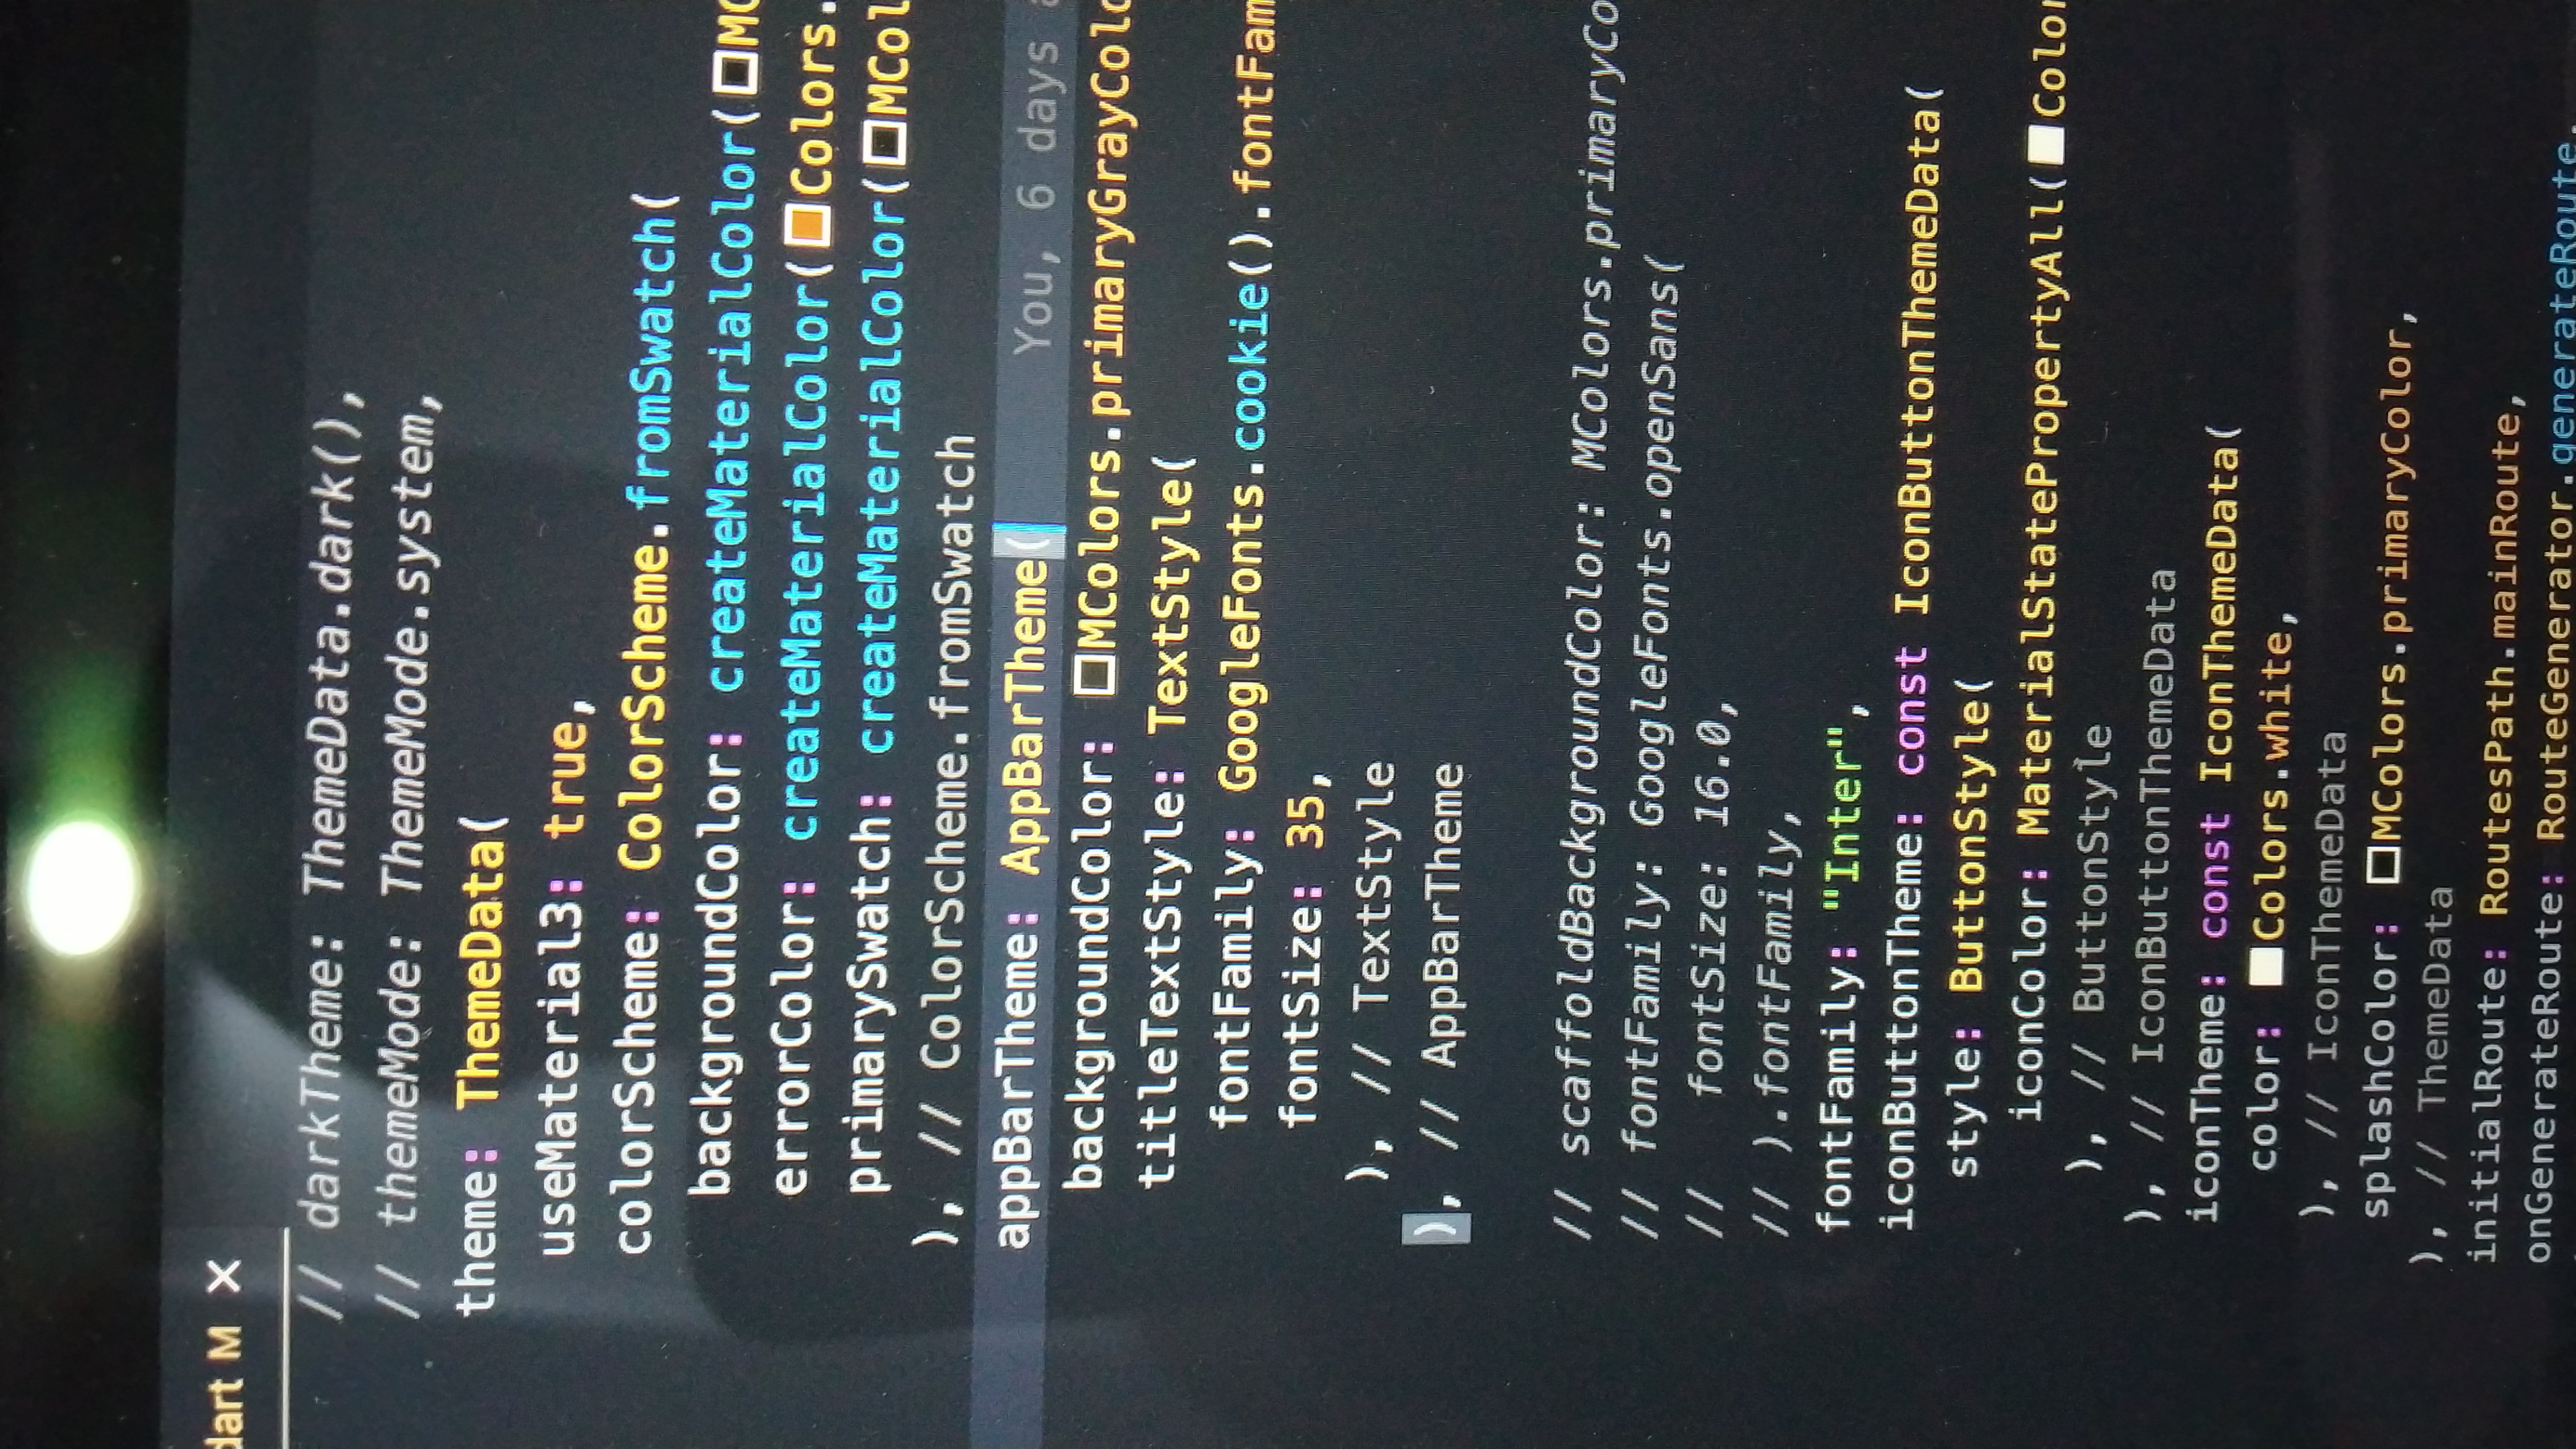 dart M ×
// darkTheme: ThemeData.dark(),
// themeMode: ThemeMode.system,
theme: ThemeData(
useMaterial3: true,
colorScheme: ColorScheme.fromSwatch(
backgroundColor: createMaterialColor(MC
errorColor: createMaterialColor(Colors.
primarySwatch: createMaterialColor(MCol
), // ColorScheme.fromSwatch
appBarTheme: AppBarTheme( You, 6 days a
backgroundColor: MColors.primaryGrayColo
titleTextStyle: TextStyle(
fontFamily: GoogleFonts.cookie().fontFam
fontSize: 35,
), // TextStyle
), // AppBarTheme
// scaffoldBackgroundColor: MColors.primaryCo
// fontFamily: GoogleFonts.openSans(
// fontSize: 16.0,
// ).fontFamily,
fontFamily: "Inter",
iconButtonTheme: const IconButtonThemeData(
style: ButtonStyle(
iconColor: MaterialStatePropertyAll(Color
), // ButtonStyle
), // IconButtonThemeData
iconTheme: const IconThemeData(
color: Colors.white,
), // IconThemeData
splashColor: MColors.primaryColor,
), // ThemeData
initialRoute: RoutesPath.mainRoute,
onGenerateRoute: RouteGenerator.generateRoute,